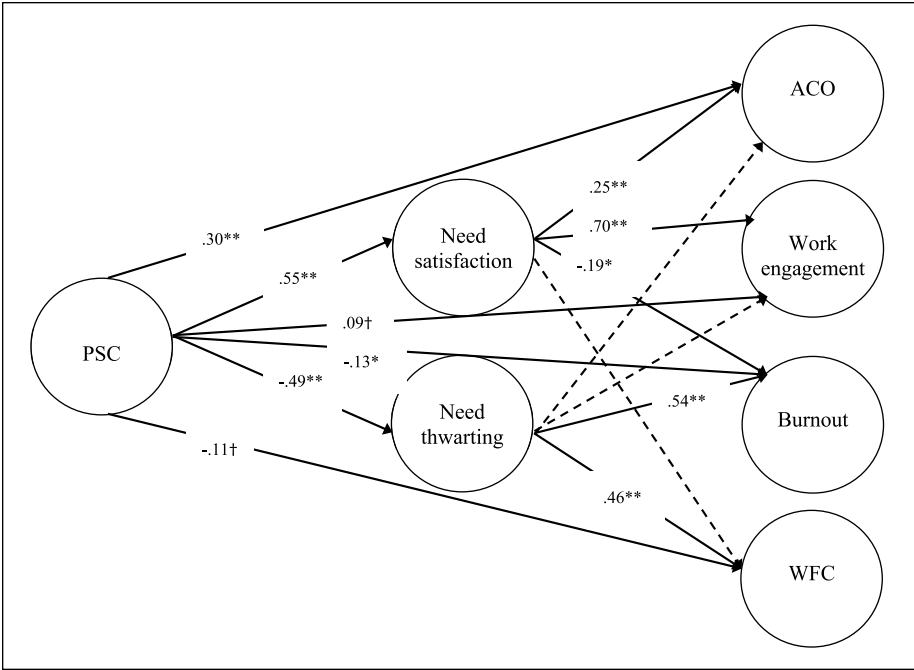 ACO
.25**
.30**
Need
satisfaction
.70**
Work
engagement
-.19*
.55**
.09†
PSC
-.13*
-.49**
Need
thwarting
.54**
Burnout
-.11†
.46**
WFC